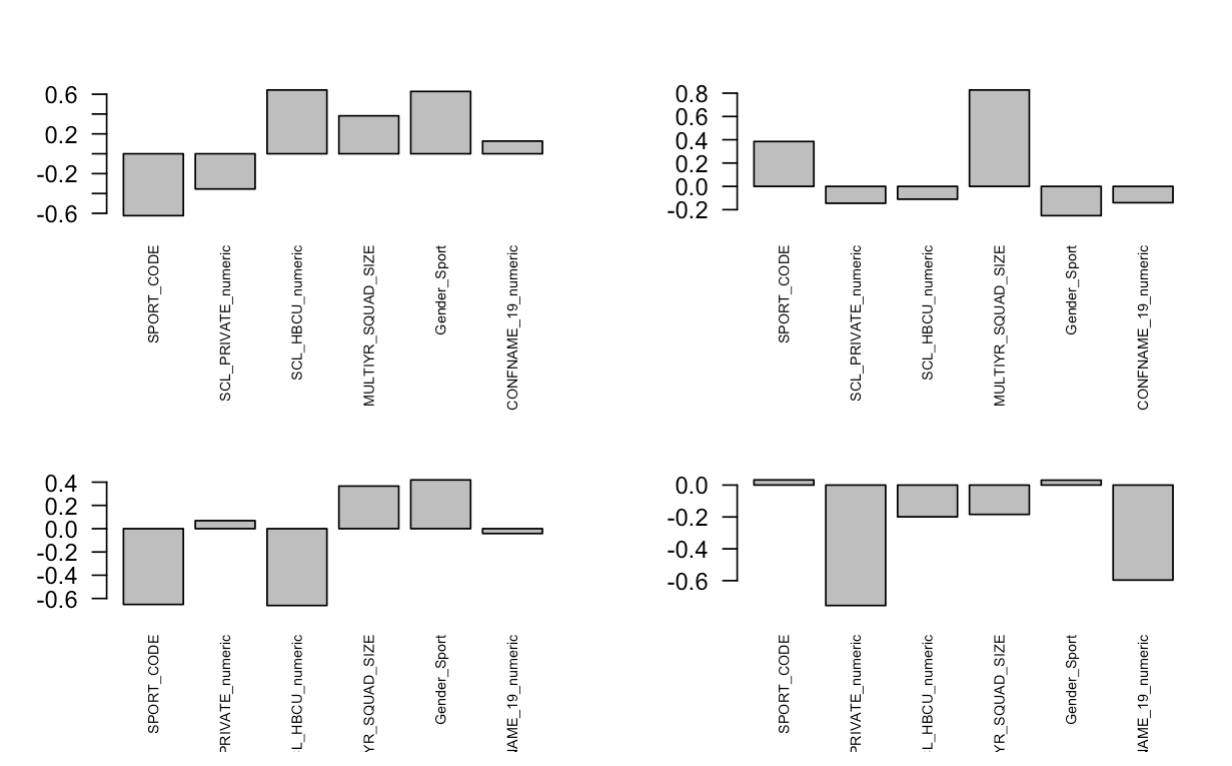 0.6
0.2
-0.2
-0.6
SPORT_CODE
SCL_PRIVATE_numeric
SCL_HBCU_numeric
MULTIYR_SQUAD_SIZE
Gender_Sport
CONFNAME_19_numeric
0.8
0.6
0.4
0.2
0.0
-0.2
SPORT_CODE
SCL_PRIVATE_numeric
SCL_HBCU_numeric
MULTIYR_SQUAD_SIZE
Gender_Sport
CONFNAME_19_numeric
0.4
0.2
0.0
-0.2
-0.4
-0.6
SPORT_CODE
PRIVATE_numeric
L_HBCU_numeric
YR_SQUAD_SIZE
Gender_Sport
NAME_19_numeric
0.0
-0.2
-0.4
-0.6
SPORT_CODE
PRIVATE_numeric
L_HBCU_numeric
YR_SQUAD_SIZE
Gender_Sport
NAME_19_numeric